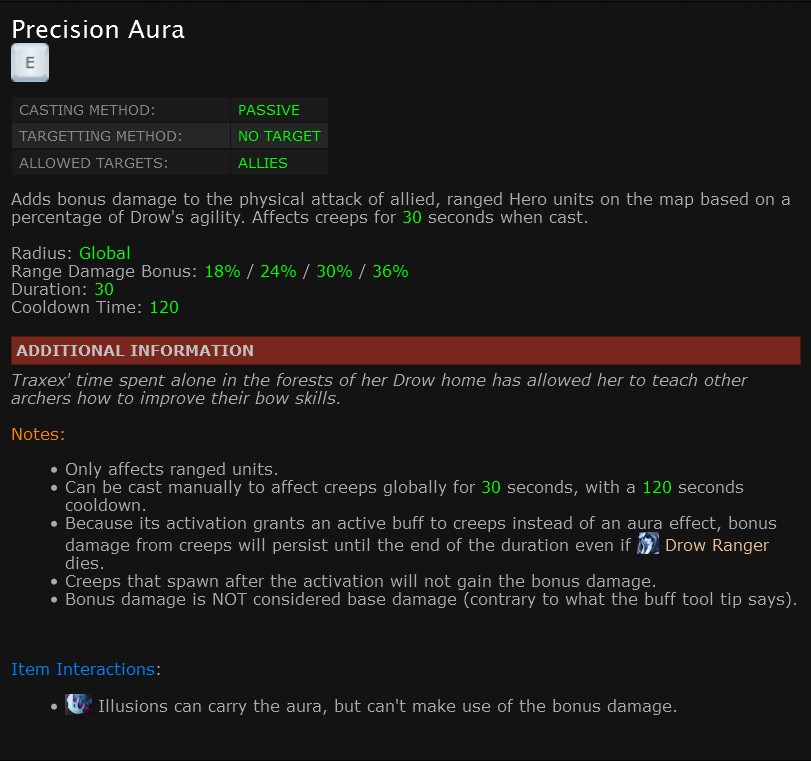 Precision Aura
E
CASTING METHOD: PASSIVE
TARGETTING METHOD: NO TARGET
ALLOWED TARGETS: ALLIES
Adds bonus damage to the physical attack of allied, ranged Hero units on the map based on a
percentage of Drow's agility. Affects creeps for 30 seconds when cast.
Radius: Global
Range Damage Bonus: 18% / 24% / 30% / 36%
Duration: 30
Cooldown Time: 120
ADDITIONAL INFORMATION
Traxex' time spent alone in the forests of her Drow home has allowed her to teach other
archers how to improve their bow skills.
Notes:
• Only affects ranged units.
• Can be cast manually to affect creeps globally for 30 seconds, with a 120 seconds
cooldown.
• Because its activation grants an active buff to creeps instead of an aura effect, bonus
damage from creeps will persist until the end of the duration even if Drow Ranger
dies.
• Creeps that spawn after the activation will not gain the bonus damage.
• Bonus damage is NOT considered base damage (contrary to what the buff tool tip says).
Item Interactions:
• Illusions can carry the aura, but can't make use of the bonus damage.